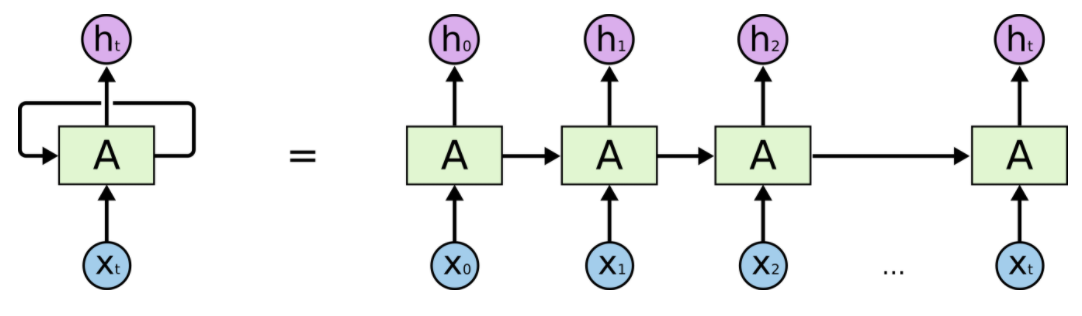 ht h0 h1 h2 ht
A = A A A A
xt x0 x1 x2 ... xt